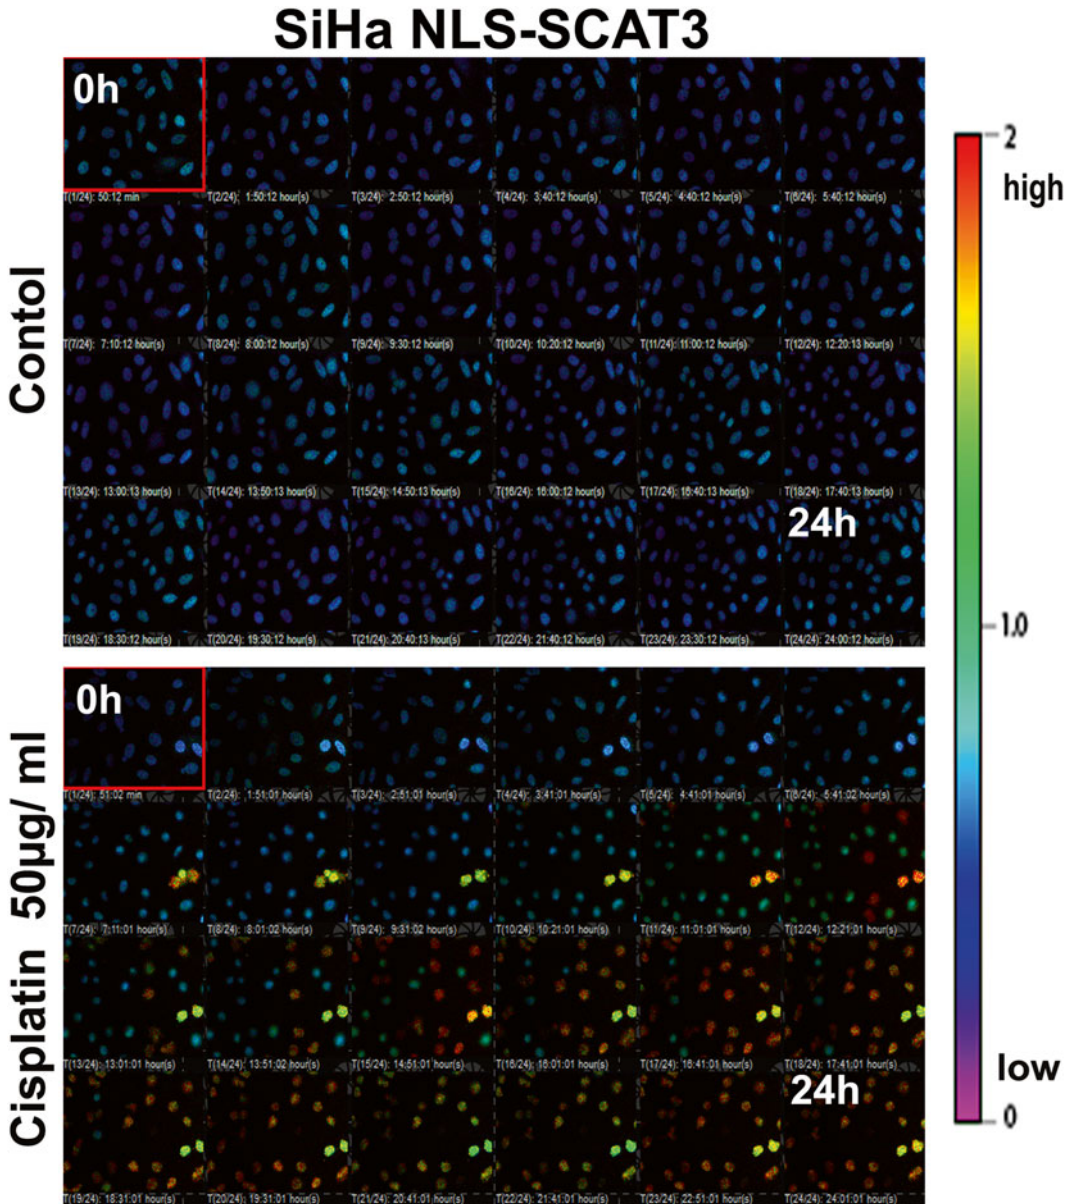 SiHa NLS-SCAT3
Contol
0h
T(1/24): 50:12 min
T(2/24): 1:50:12 hour(s)
T(3/24): 2:50:12 hour(s)
T(4/24): 3:40:12 hour(s)
T(5/24): 4:40:12 hour(s)
T(6/24): 5:40:12 hour(s)
T(7/24): 7:10:12 hour(s)
T(8/24): 8:00:12 hour(s)
T(9/24): 9:30:12 hour(s)
T(10/24): 10:20:12 hour(s)
T(11/24): 11:00:12 hour(s)
T(12/24): 12:20:13 hour(s)
T(13/24): 13:00:13 hour(s)
T(14/24): 13:50:13 hour(s)
T(15/24): 14:50:13 hour(s)
T(16/24): 16:00:12 hour(s)
T(17/24): 16:40:13 hour(s)
T(18/24): 17:40:13 hour(s)
24h
T(19/24): 18:30:12 hour(s)
T(20/24): 19:30:12 hour(s)
T(21/24): 20:40:13 hour(s)
T(22/24): 21:40:12 hour(s)
T(23/24): 23:30:12 hour(s)
T(24/24): 24:00:12 hour(s)
Cisplatin 50µg/ ml
0h
T(1/24): 51:02 min
T(2/24): 1:51:01 hour(s)
T(3/24): 2:51:01 hour(s)
T(4/24): 3:41:01 hour(s)
T(5/24): 4:41:01 hour(s)
T(6/24): 5:41:02 hour(s)
T(7/24): 7:11:01 hour(s)
T(8/24): 8:01:02 hour(s)
T(9/24): 9:31:02 hour(s)
T(10/24): 10:21:01 hour(s)
T(11/24): 11:01:01 hour(s)
T(12/24): 12:21:01 hour(s)
T(13/24): 13:01:01 hour(s)
T(14/24): 13:51:02 hour(s)
T(15/24): 14:51:01 hour(s)
T(16/24): 16:01:01 hour(s)
T(17/24): 16:41:01 hour(s)
T(18/24): 17:41:01 hour(s)
24h
T(19/24): 18:31:01 hour(s)
T(20/24): 19:31:01 hour(s)
T(21/24): 20:41:01 hour(s)
T(22/24): 21:41:01 hour(s)
T(23/24): 22:51:01 hour(s)
T(24/24): 24:01:01 hour(s)
2
high
1.0
low
0